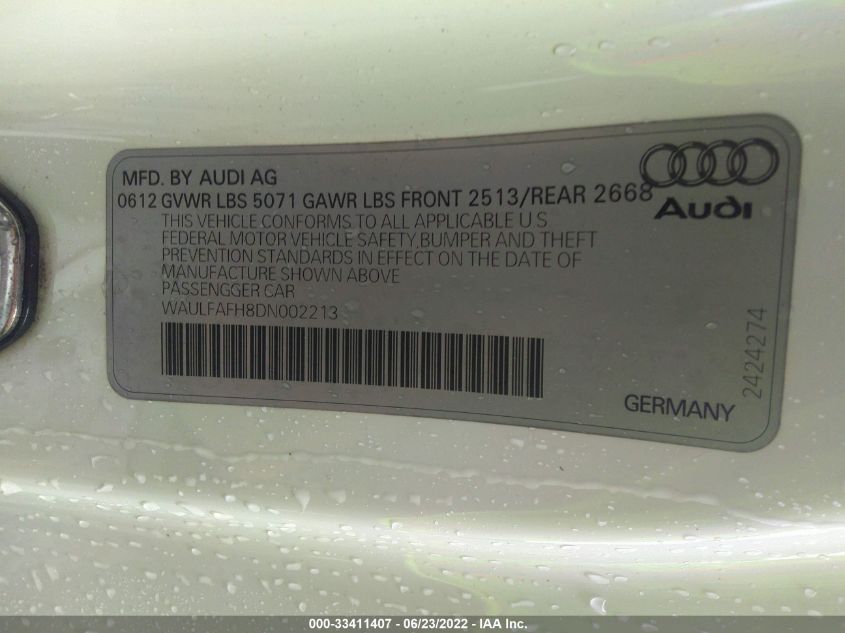 MFD. BY AUDI AG
0612 GVWR LBS 5071 GAWR LBS FRONT 2513/REAR 2668
Audi
THIS VEHICLE CONFORMS TO ALL APPLICABLE U.S
FEDERAL MOTOR VEHICLE SAFETY,BUMPER AND THEFT
PREVENTION STANDARDS IN EFFECT ON THE DATE OF
MANUFACTURE SHOWN ABOVE
PASSENGGER CAR
WAULFAFH8DN002213
GERMANY
2424274
000-33411407 - 06/23/2022 - IAA Inc.